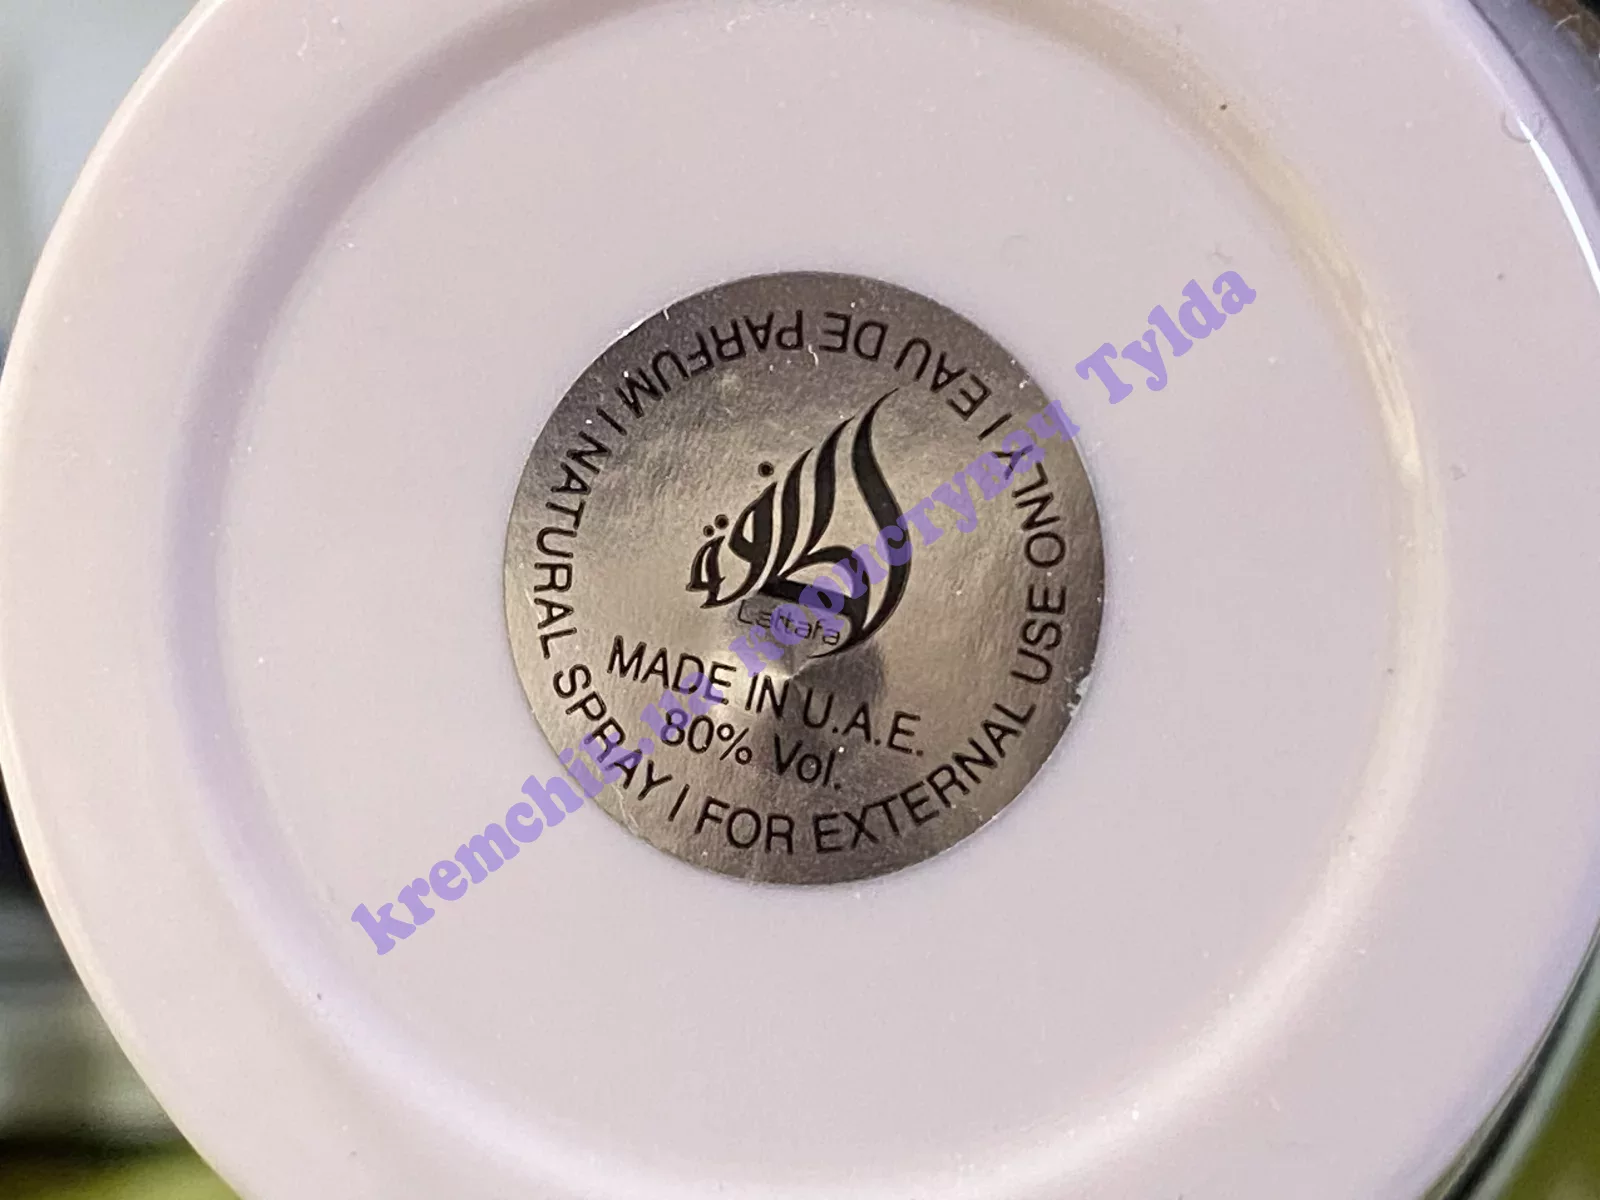 EAU DE PARFUM | NATURAL SPRAY | FOR EXTERNAL USE ONLY |
لطافة
Lattafa
MADE IN U.A.E.
80% Vol.
kremchik.ua користувач Tylda